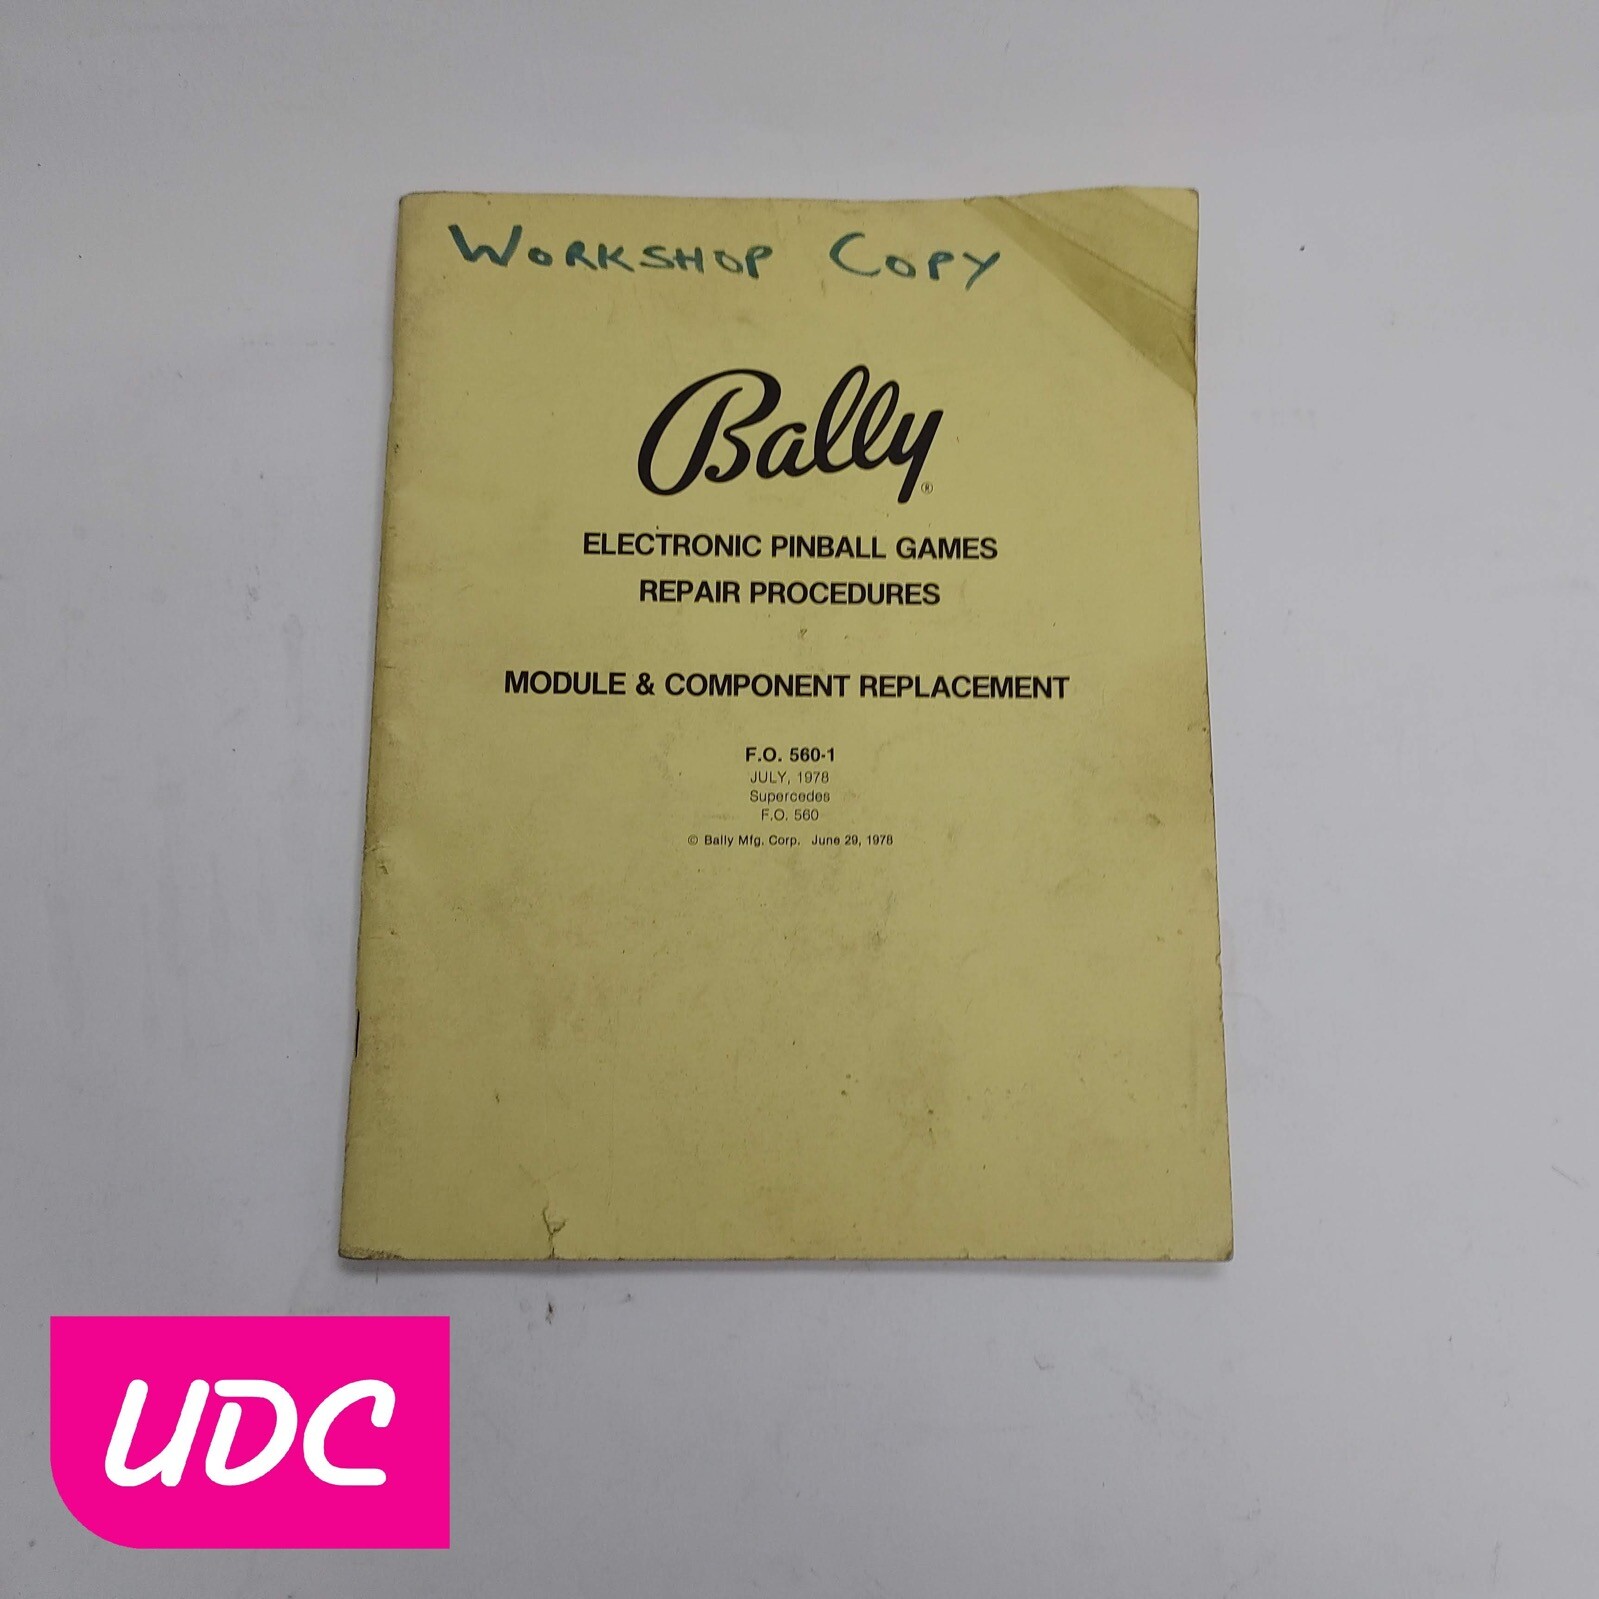 WORKSHOP COPY
Bally®
ELECTRONIC PINBALL GAMES
REPAIR PROCEDURES
MODULE & COMPONENT REPLACEMENT
F.O. 560-1
JULY, 1978
Supercedes
F.O. 560
© Bally Mfg. Corp. June 29, 1978
UDC